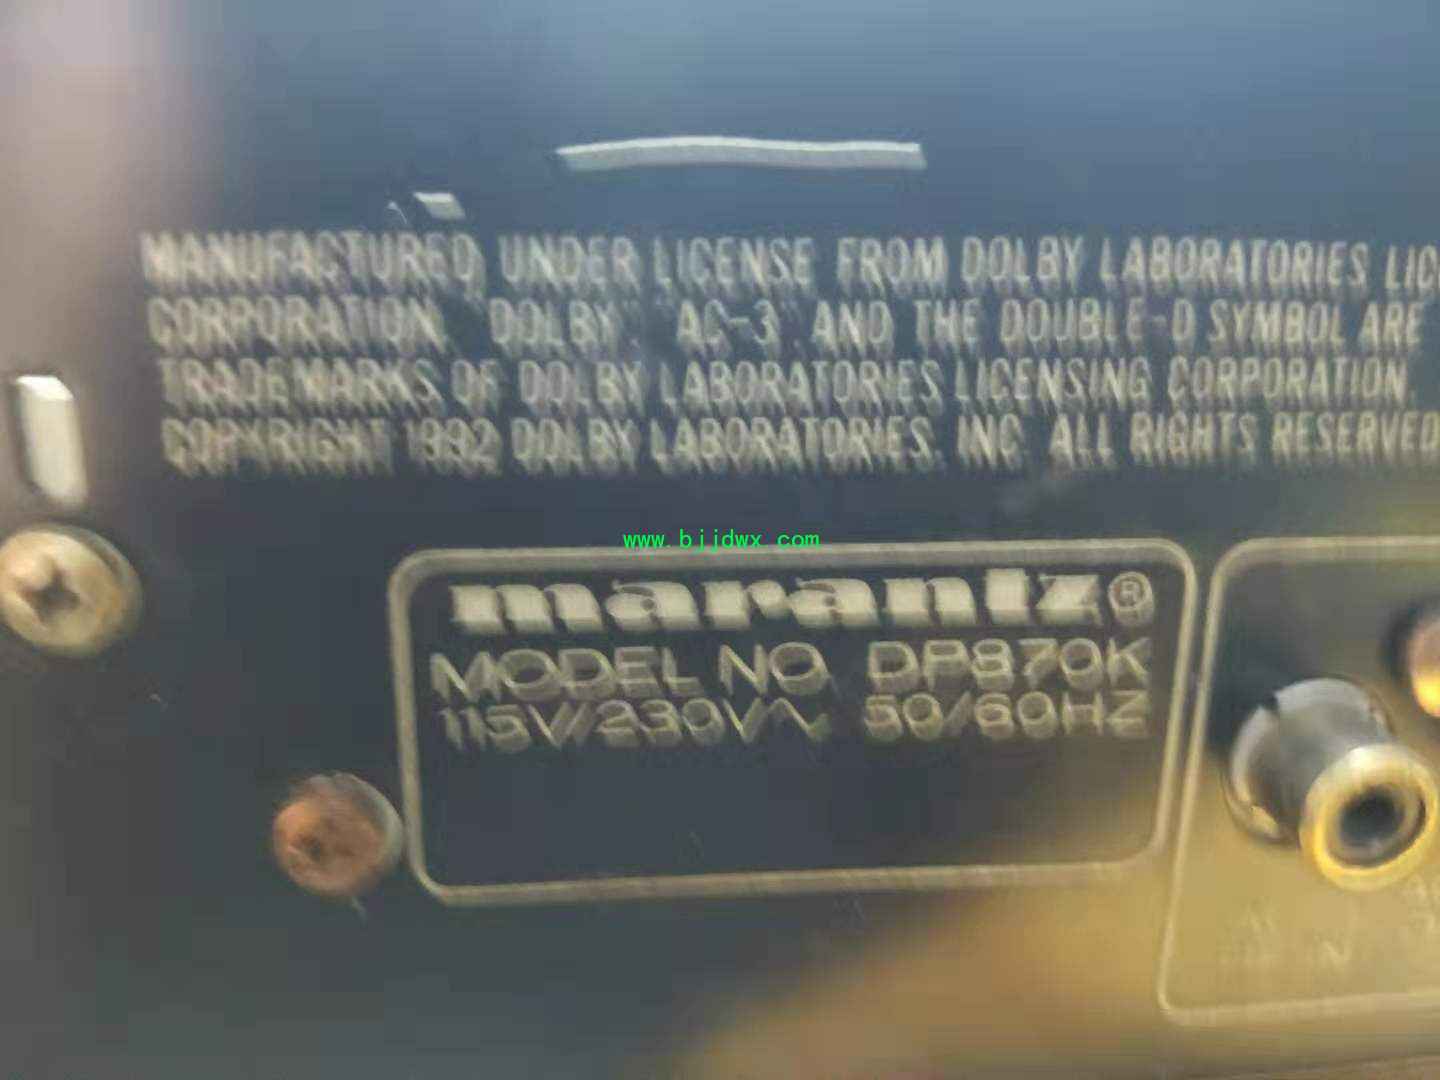 MANUFACTURED UNDER LICENSE FROM DOLBY LABORATORIES LIC
CORPORATION. "DOLBY", "AC-3" AND THE DOUBLE-D SYMBOL ARE
TRADEMARKS OF DOLBY LABORATORIES LICENSING CORPORATION.
COPYRIGHT 1992 DOLBY LABORATORIES, INC. ALL RIGHTS RESERVED
www.bjjdwx.com
marantz®
MODEL NO. DP870K
115V/230V∿ 50/60HZ